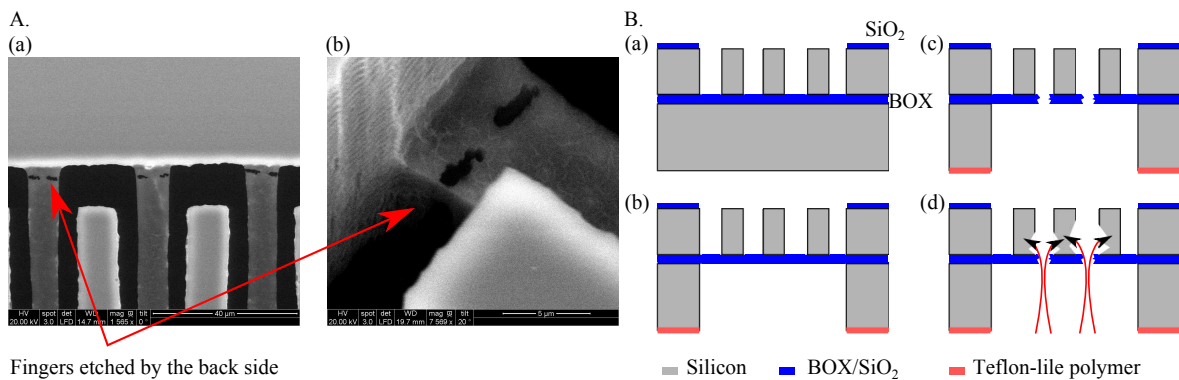 A.
(a)
(b)
HV spot det WD mag tilt
20.00 kV 3.0 LFD 14.7 mm 1 565 x 0 ° 40 µm
HV spot det WD mag tilt
20.00 kV 3.0 LFD 19.7 mm 7 569 x 20 ° 5 µm
Fingers etched by the back side
B.
(a)
SiO2
BOX
(c)
(b)
(d)
Silicon
BOX/SiO2
Teflon-lile polymer